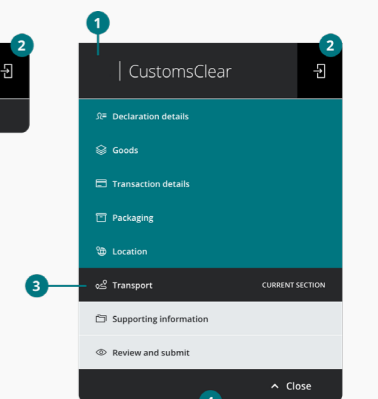 1
2
2
CustomsClear
Declaration details
Goods
Transaction details
Packaging
Location
3
Transport CURRENT SECTION
Supporting information
Review and submit
Close